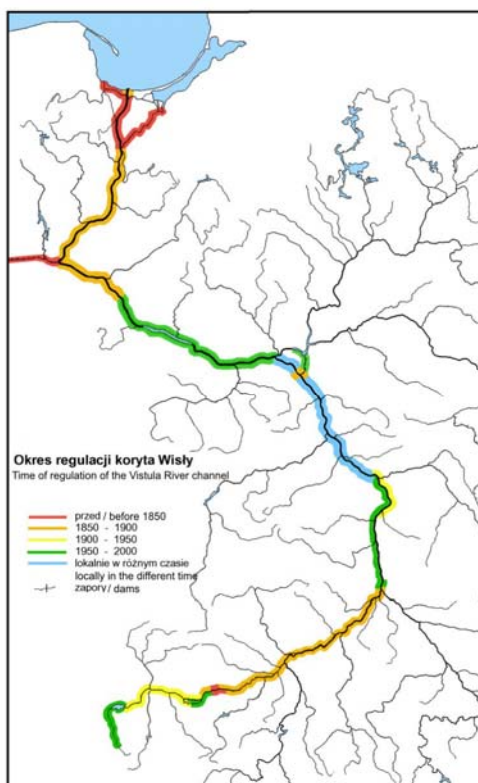 Okres regulacji koryta Wisły
Time of regulation of the Vistula River channel
przed / before 1850
1850 - 1900
1900 - 1950
1950 - 2000
lokalnie w różnym czasie
locally in the different time
zapory / dams